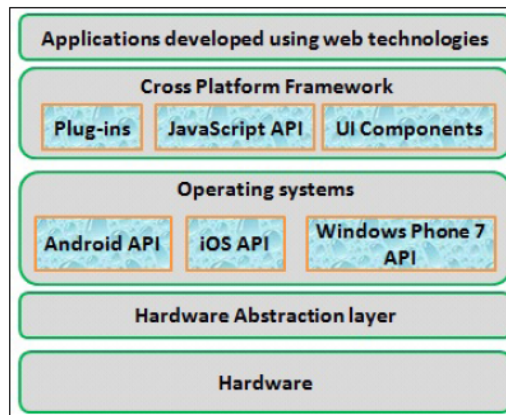 Applications developed using web technologies
Cross Platform Framework
Plug-ins
JavaScript API
UI Components
Operating systems
Android API
iOS API
Windows Phone 7
API
Hardware Abstraction layer
Hardware